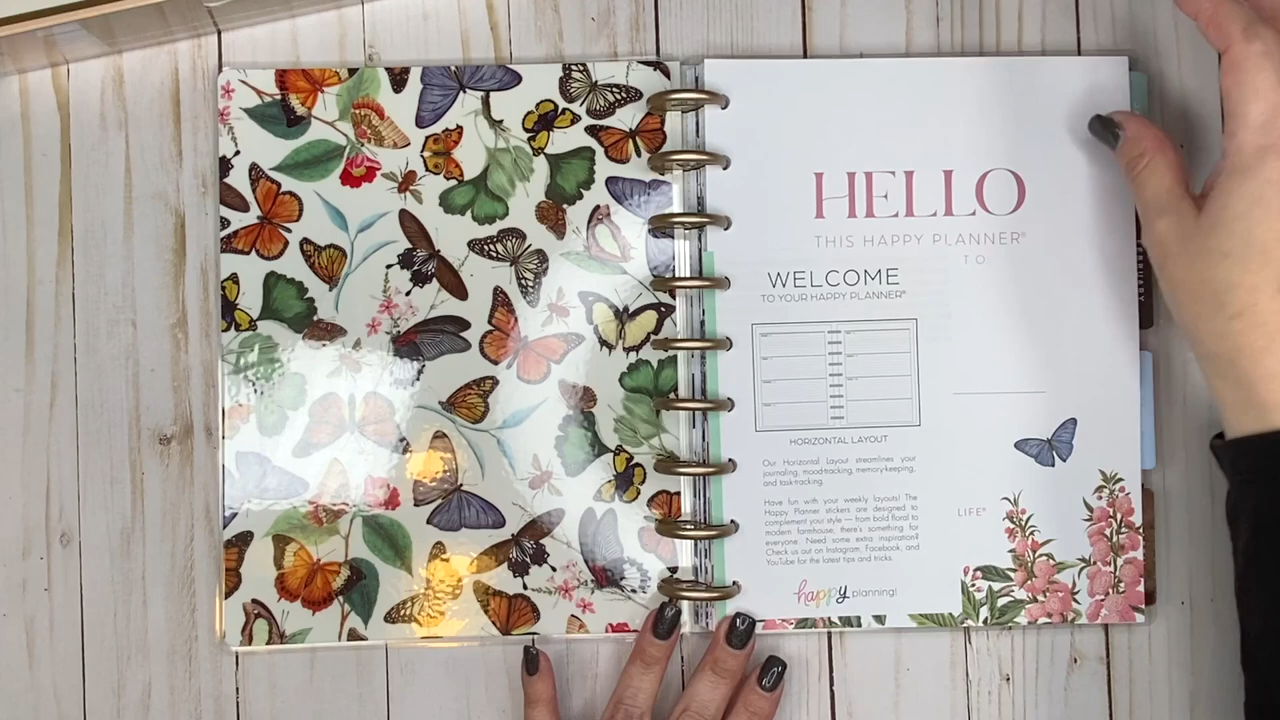 HELLO
THIS HAPPY PLANNER®
TO
WELCOME
TO YOUR HAPPY PLANNER®
HORIZONTAL LAYOUT
Our Horizontal Layout streamlines your
journaling, mood-tracking, memory-keeping,
and task-tracking.
Have fun with your weekly layouts! The
Happy Planner stickers are designed to
complement your style — from bold floral to
modern farmhouse, there's something for
everyone. Need some extra inspiration?
Check us out on Instagram, Facebook, and
YouTube for the latest tips and tricks.
LIFE®
happy planning!